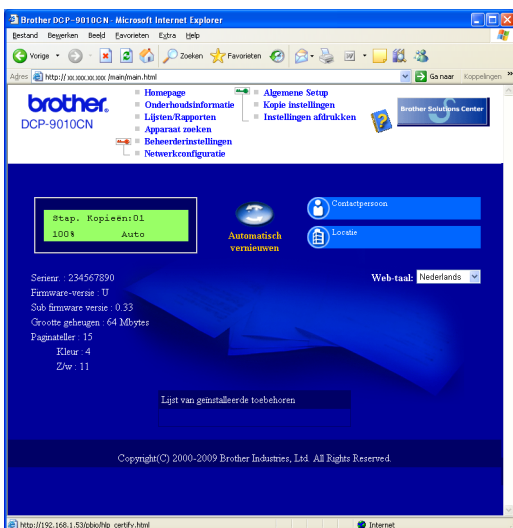 Brother DCP-9010CN - Microsoft Internet Explorer
Bestand Bewerken Beeld Favorieten Extra Help
Vorige Zoeken Favorieten
Adres http://xx.xxx.xx.xxx /main/main.html Ga naar Koppelingen »
brother.
DCP-9010CN
Homepage
Onderhoudsinformatie
Lijsten/Rapporten
Apparaat zoeken
Beheerderinstellingen
Netwerkconfiguratie
Algemene Setup
Kopie instellingen
Instellingen afdrukken
Brother Solutions Center
Stap. Kopieën:01
100% Auto
Automatisch
vernieuwen
Contactpersoon:
Locatie :
Serienr. : 234567890
Firmware-versie : U
Sub firmware versie : 0.33
Grootte geheugen : 64 Mbytes
Paginateller : 15
Kleur : 4
Z/w : 11
Web-taal: Nederlands
Lijst van geïnstalleerde toebehoren
Copyright(C) 2000-2009 Brother Industries, Ltd. All Rights Reserved.
http://192.168.1.53/pbio/hlp_certify.html Internet